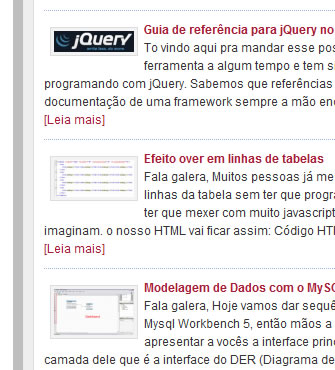 jQuery
Guia de referência para jQuery no
To vindo aqui pra mandar esse pos
ferramenta a algum tempo e tem s
programando com jQuery. Sabemos que referências
documentação de uma framework sempre a mão en
[Leia mais]
Efeito over em linhas de tabelas
Fala galera, Muitos pessoas já me
linhas da tabela sem ter que progra
ter que mexer com muito javascript
imaginam. o nosso HTML vai ficar assim: Código HT
[Leia mais]
Modelagem de Dados com o MySQ
Fala galera, Hoje vamos dar sequê
Mysql Workbench 5, então mãos a
apresentar a vocês a interface princ
camada dele que é a interface do DER (Diagrama de